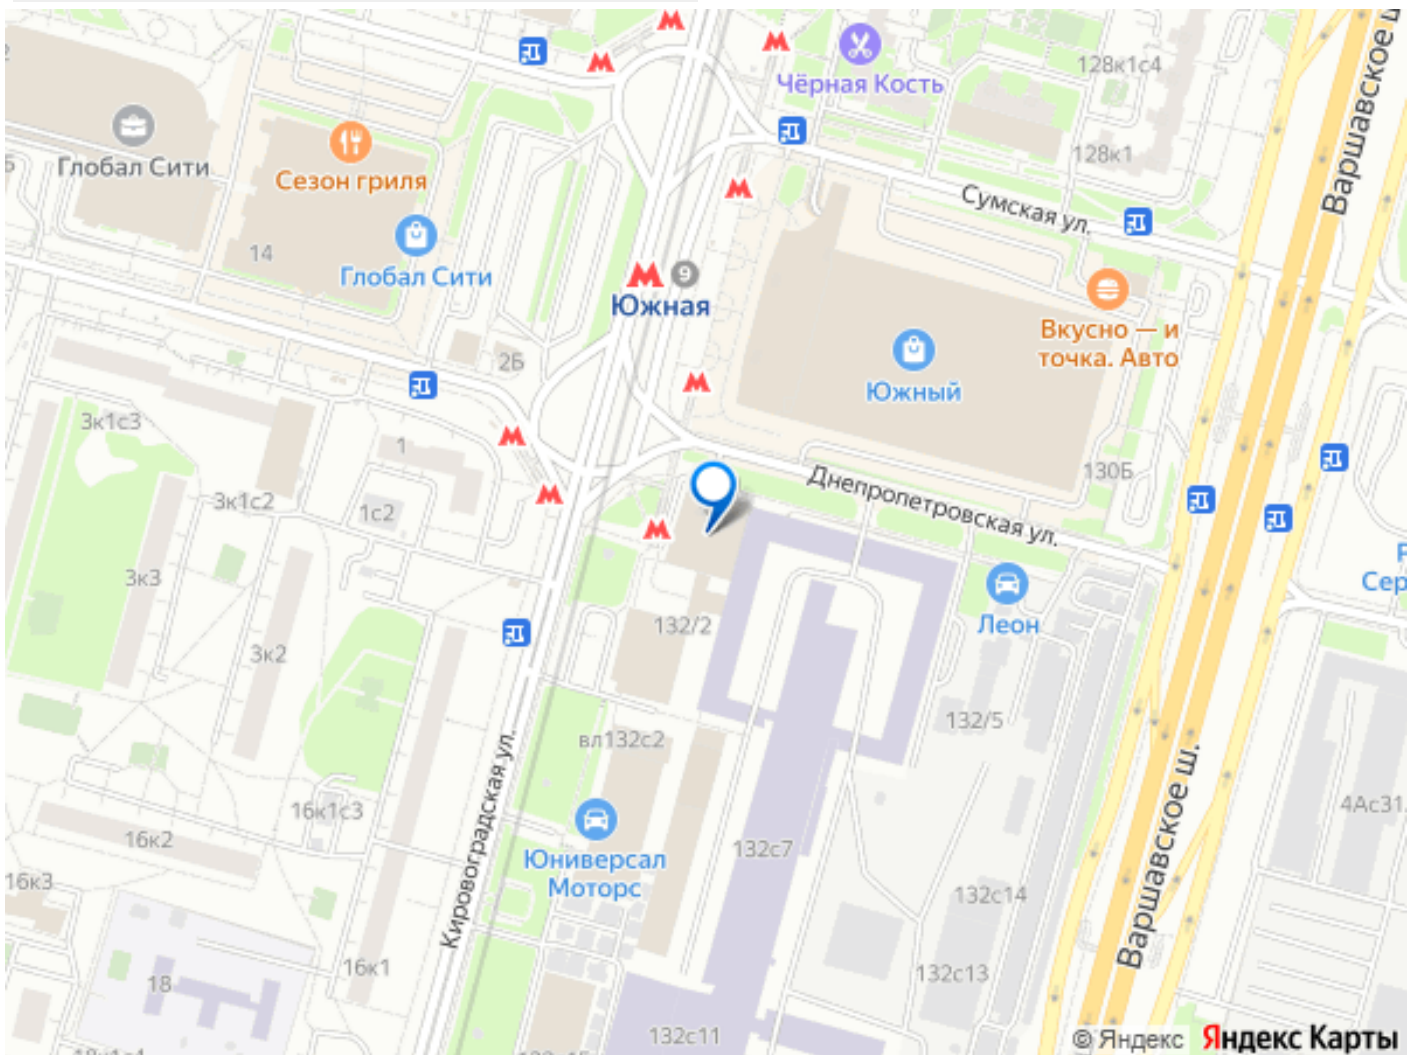 Чёрная Кость
128к1с4
Варшавское ш
Глобал Сити
Сезон гриля
128к1
Сумская ул.
14
Глобал Сити
9
Южная
Вкусно — и
точка. Авто
2Б
Южный
3к1с3
1
130Б
Днепропетровская ул.
3к1с2
1с2
3к3
Сер
Леон
132/2
3к2
132/5
вл132с2
Кировоградская ул.
Варшавское ш.
16к1с3
4Ас31
16к2
132с7
Юниверсал
Моторс
16к3
132с14
16к1
132с13
18
132с11
© Яндекс Яндекс Карты